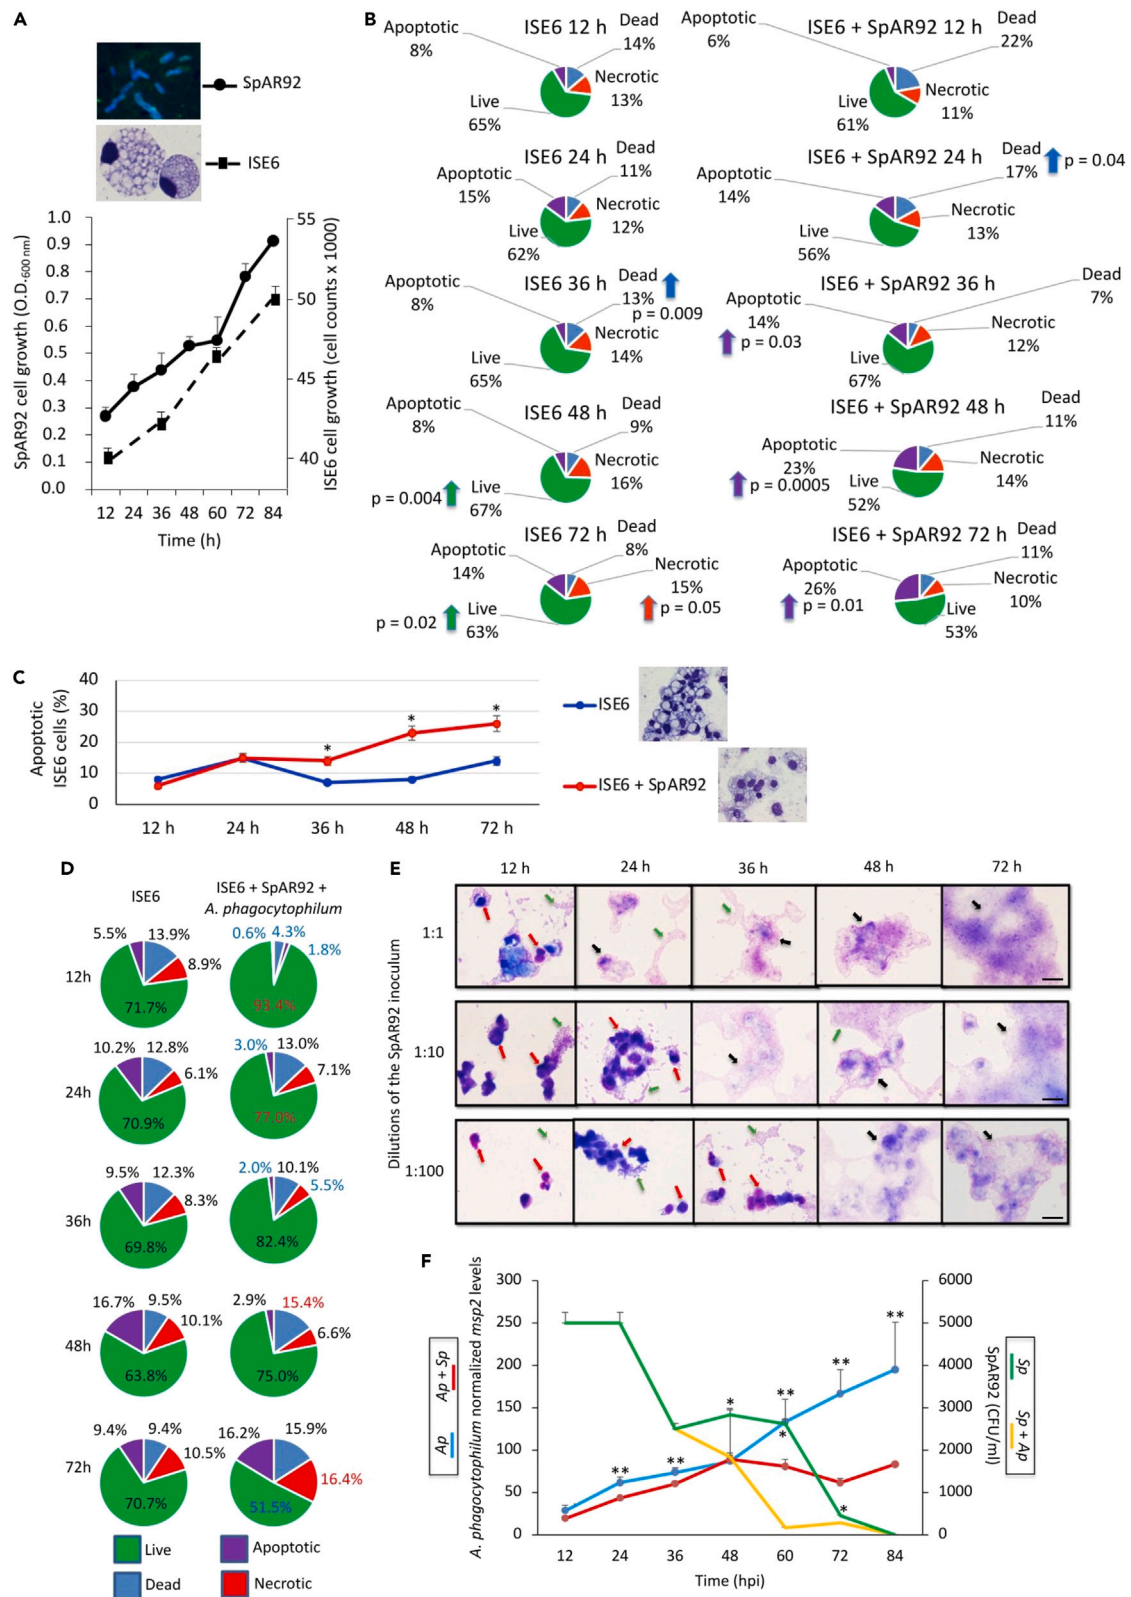 A
SpAR92
ISE6
SpAR92 cell growth (O.D.600 nm)
1.0
0.9
0.8
0.7
0.6
0.5
0.4
0.3
0.2
0.1
0.0
55
50
45
40
ISE6 cell growth (cell counts x 1000)
12 24 36 48 60 72 84
Time (h)
B
ISE6 12 h
Apoptotic
8%
Dead
14%
Necrotic
13%
Live
65%
ISE6 + SpAR92 12 h
Apoptotic
6%
Dead
22%
Necrotic
11%
Live
61%
ISE6 24 h
Apoptotic
15%
Dead
11%
Necrotic
12%
Live
62%
ISE6 + SpAR92 24 h
Apoptotic
14%
Dead
17%
p = 0.04
Necrotic
13%
Live
56%
ISE6 36 h
Apoptotic
8%
Dead
13%
p = 0.009
Necrotic
14%
Live
65%
ISE6 + SpAR92 36 h
Apoptotic
14%
p = 0.03
Dead
7%
Necrotic
12%
Live
67%
ISE6 48 h
Apoptotic
8%
Dead
9%
Necrotic
16%
p = 0.004
Live
67%
ISE6 + SpAR92 48 h
Apoptotic
23%
p = 0.0005
Dead
11%
Necrotic
14%
Live
52%
ISE6 72 h
Apoptotic
14%
Dead
8%
Necrotic
15%
p = 0.05
p = 0.02
Live
63%
ISE6 + SpAR92 72 h
Apoptotic
26%
p = 0.01
Dead
11%
Necrotic
10%
Live
53%
C
Apoptotic
ISE6 cells (%)
40
30
20
10
0
* * *
12 h 24 h 36 h 48 h 72 h
ISE6
ISE6 + SpAR92
D
ISE6
ISE6 + SpAR92 +
A. phagocytophilum
12h
5.5% 13.9%
8.9%
71.7%
0.6% 4.3%
1.8%
93.4%
24h
10.2% 12.8%
6.1%
70.9%
3.0% 13.0%
7.1%
77.0%
36h
9.5% 12.3%
8.3%
69.8%
2.0% 10.1%
5.5%
82.4%
48h
16.7% 9.5%
10.1%
63.8%
2.9% 15.4%
6.6%
75.0%
72h
9.4% 9.4%
10.5%
70.7%
16.2% 15.9%
16.4%
51.5%
Live
Apoptotic
Dead
Necrotic
E
12 h 24 h 36 h 48 h 72 h
Dilutions of the SpAR92 inoculum
1:1
1:10
1:100
F
Ap + Sp
Ap
A. phagocytophilum normalized msp2 levels
300
250
200
150
100
50
0
** ** * ** * ** * **
6000
5000
4000
3000
2000
1000
0
SpAR92 (CFU/ml)
Sp
Sp + Ap
12 24 36 48 60 72 84
Time (hpi)